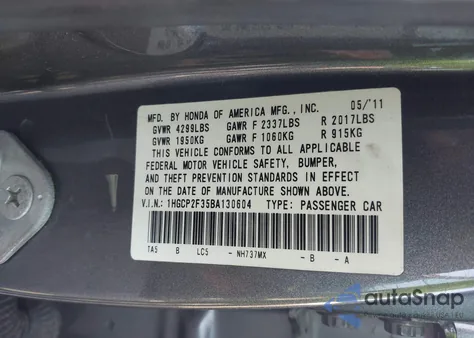 MFD. BY HONDA OF AMERICA MFG., INC. 05/'11
GVWR 4299LBS GAWR F 2337LBS R 2017LBS
GVWR 1950KG GAWR F 1060KG R 915KG
THIS VEHICLE CONFORMS TO ALL APPLICABLE
FEDERAL MOTOR VEHICLE SAFETY, BUMPER,
AND THEFT PREVENTION STANDARDS IN EFFECT
ON THE DATE OF MANUFACTURE SHOWN ABOVE.
V.I.N.: 1HGCP2F35BA130604 TYPE: PASSENGER CAR
TA5 B LC5 -NH737MX -B -A
autoSnap